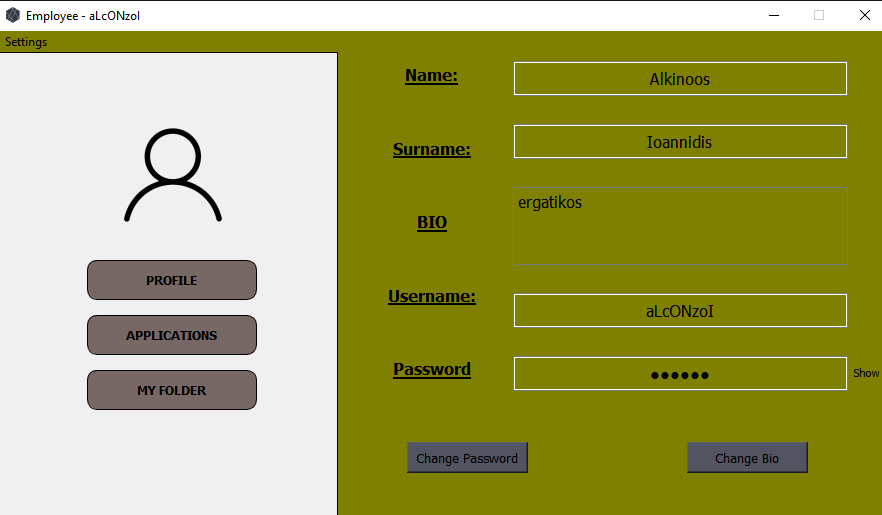 Employee - aLcONzoI
Settings
PROFILE
APPLICATIONS
MY FOLDER
Name:
Alkinoos
Surname:
Ioannidis
BIO
ergatikos
Username:
aLcONzoI
Password
●●●●●●
Show
Change Password
Change Bio